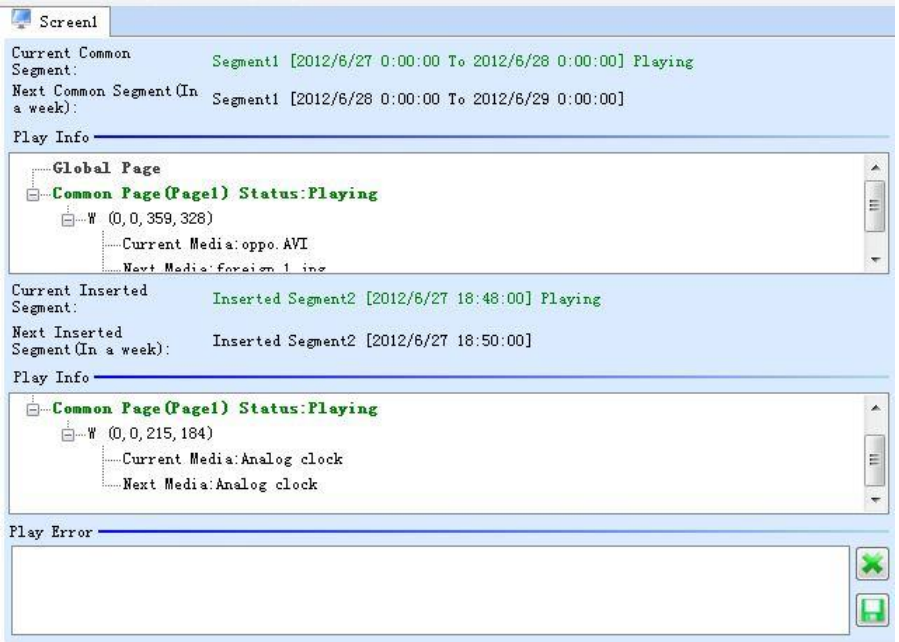 Screen1
Current Common
Segment:
Segment1 [2012/6/27 0:00:00 To 2012/6/28 0:00:00] Playing
Next Common Segment(In
a week):
Segment1 [2012/6/28 0:00:00 To 2012/6/29 0:00:00]
Play Info
Global Page
Common Page(Page1) Status:Playing
W (0,0,359,328)
Current Media:oppo.AVI
Next Media:foreign 1.jpg
Current Inserted
Segment:
Inserted Segment2 [2012/6/27 18:48:00] Playing
Next Inserted
Segment(In a week):
Inserted Segment2 [2012/6/27 18:50:00]
Play Info
Common Page(Page1) Status:Playing
W (0,0,215,184)
Current Media:Analog clock
Next Media:Analog clock
Play Error